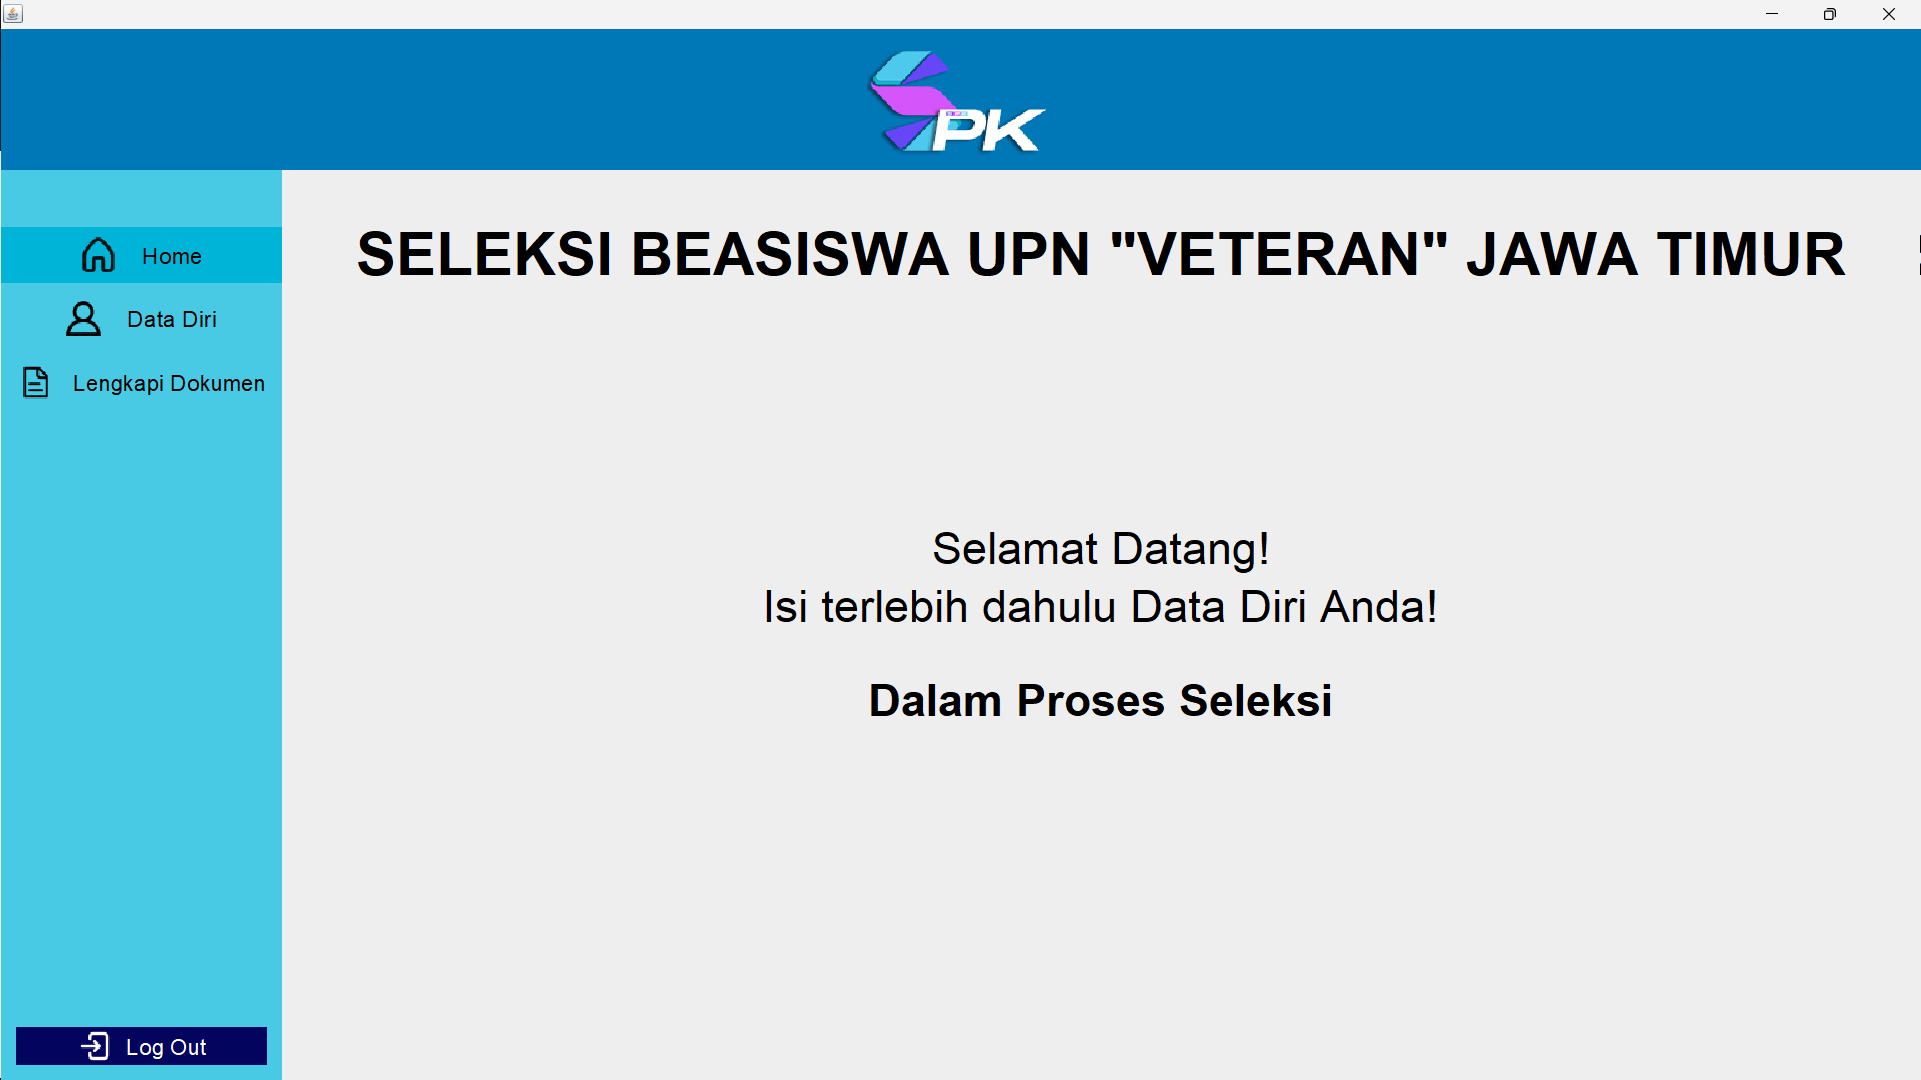 PK
SELEKSI BEASISWA UPN "VETERAN" JAWA TIMUR
Home
Data Diri
Lengkapi Dokumen
Selamat Datang!
Isi terlebih dahulu Data Diri Anda!
Dalam Proses Seleksi
Log Out